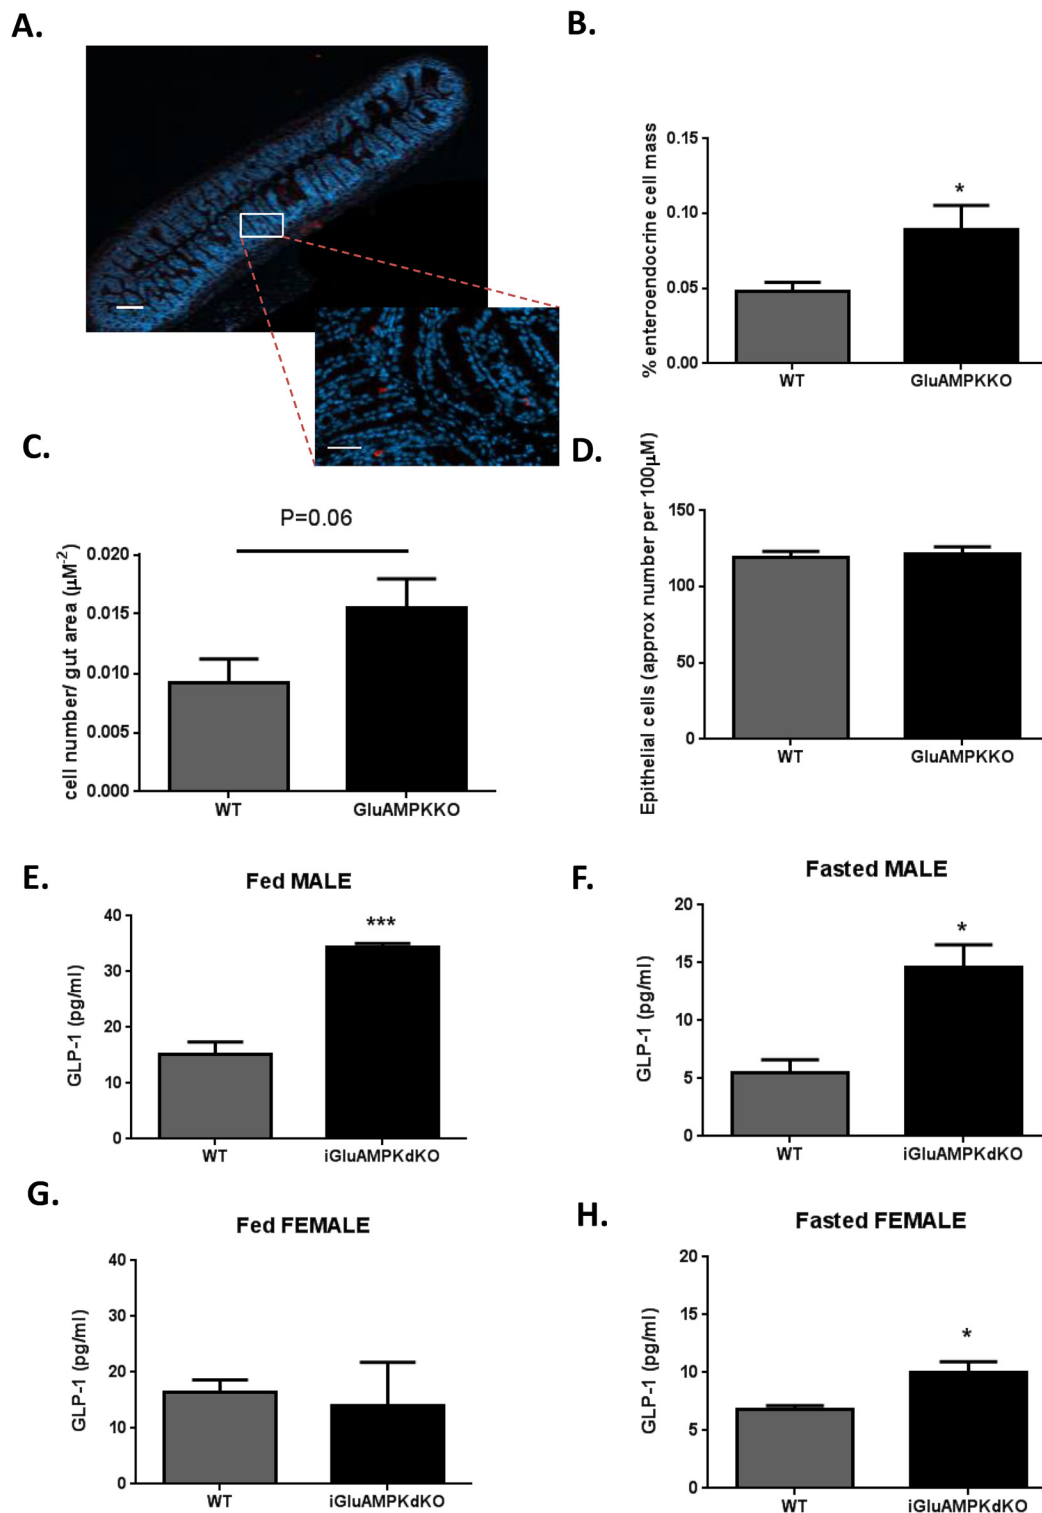 A.
B.
% enteroendocrine cell mass
0.15
0.10
0.05
0.00
*
WT
GluAMPKKO
C.
P=0.06
cell number/ gut area (µM⁻²)
0.020
0.015
0.010
0.005
0.000
WT
GluAMPKKO
D.
Epithelial cells (approx number per 100µM)
150
100
50
0
WT
GluAMPKKO
E.
Fed MALE
GLP-1 (pg/ml)
40
30
20
10
0
***
WT
iGluAMPKdKO
F.
Fasted MALE
GLP-1 (pg/ml)
20
15
10
5
0
*
WT
iGluAMPKdKO
G.
Fed FEMALE
GLP-1 (pg/ml)
40
30
20
10
0
WT
iGluAMPKdKO
H.
Fasted FEMALE
GLP-1 (pg/ml)
20
15
10
5
0
*
WT
iGluAMPKdKO